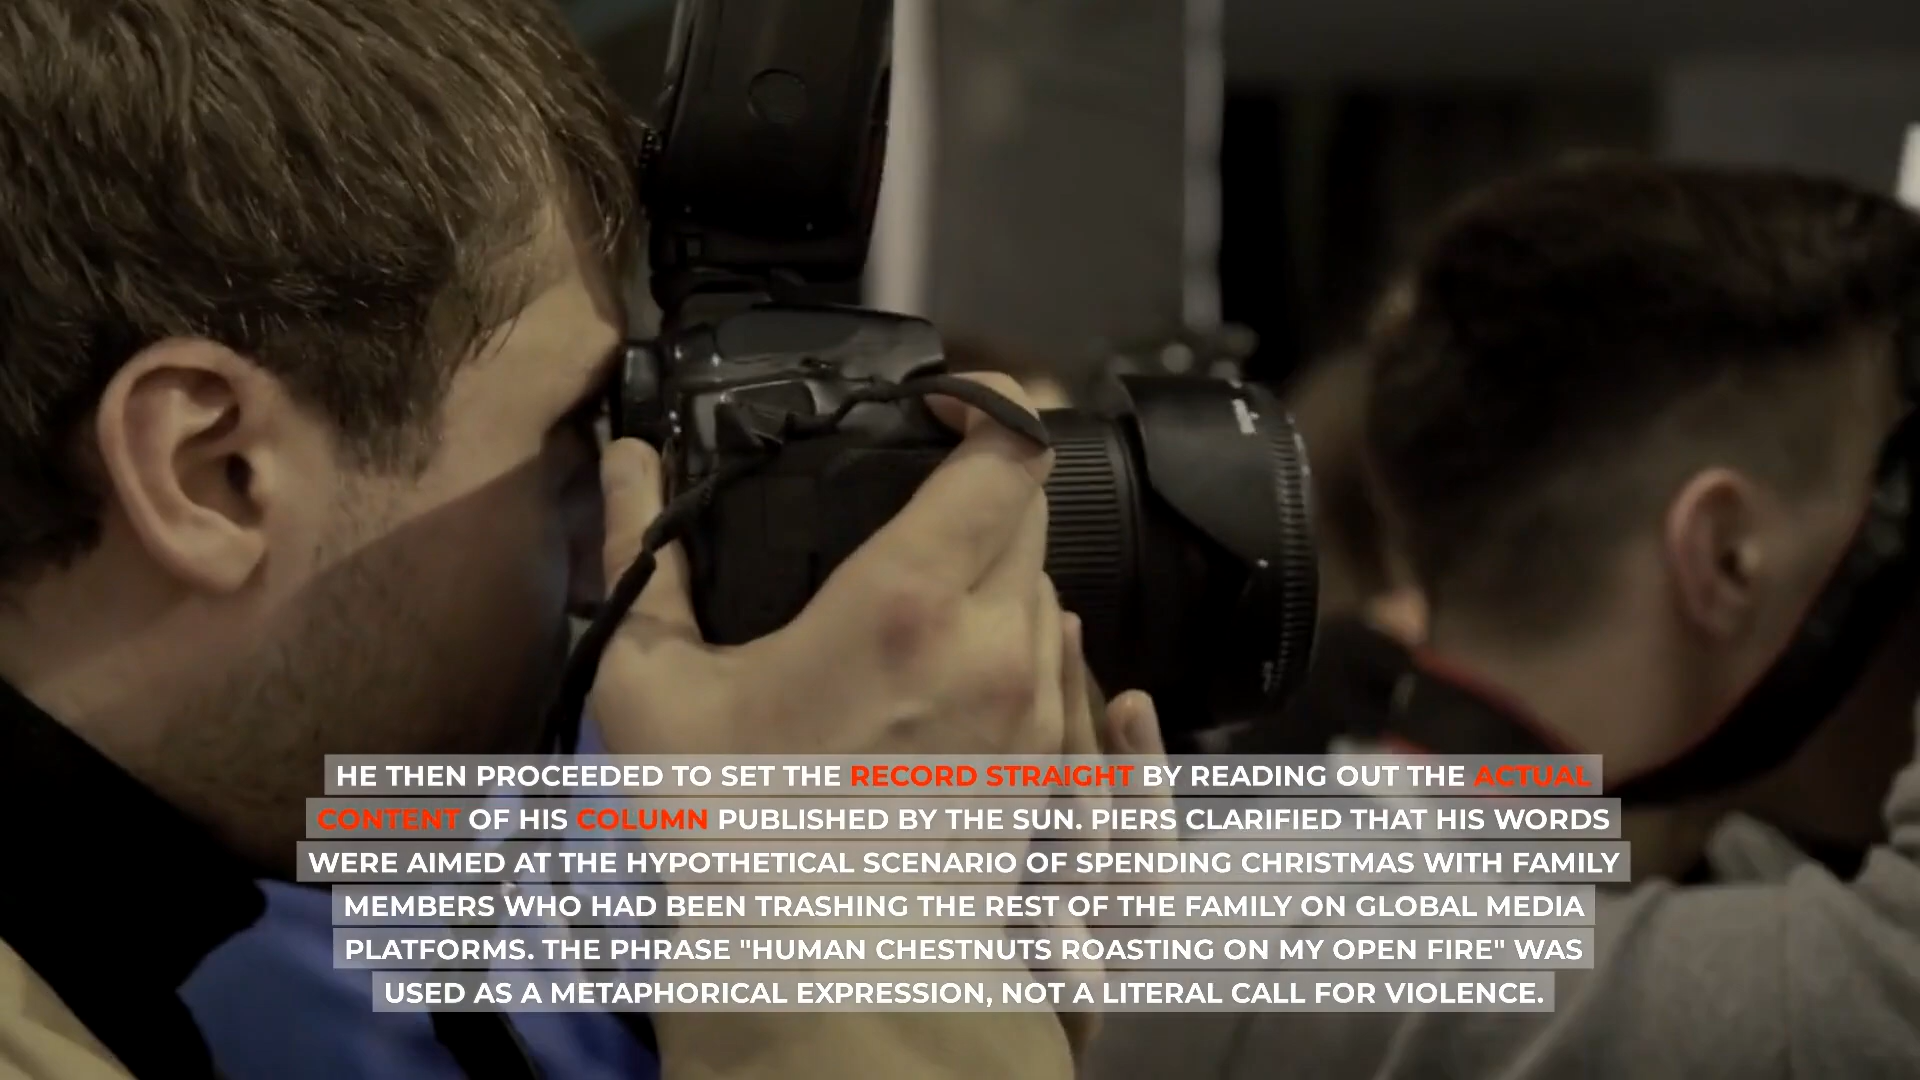 HE THEN PROCEEDED TO SET THE RECORD STRAIGHT BY READING OUT THE ACTUAL
CONTENT OF HIS COLUMN PUBLISHED BY THE SUN. PIERS CLARIFIED THAT HIS WORDS
WERE AIMED AT THE HYPOTHETICAL SCENARIO OF SPENDING CHRISTMAS WITH FAMILY
MEMBERS WHO HAD BEEN TRASHING THE REST OF THE FAMILY ON GLOBAL MEDIA
PLATFORMS. THE PHRASE "HUMAN CHESTNUTS ROASTING ON MY OPEN FIRE" WAS
USED AS A METAPHORICAL EXPRESSION, NOT A LITERAL CALL FOR VIOLENCE.